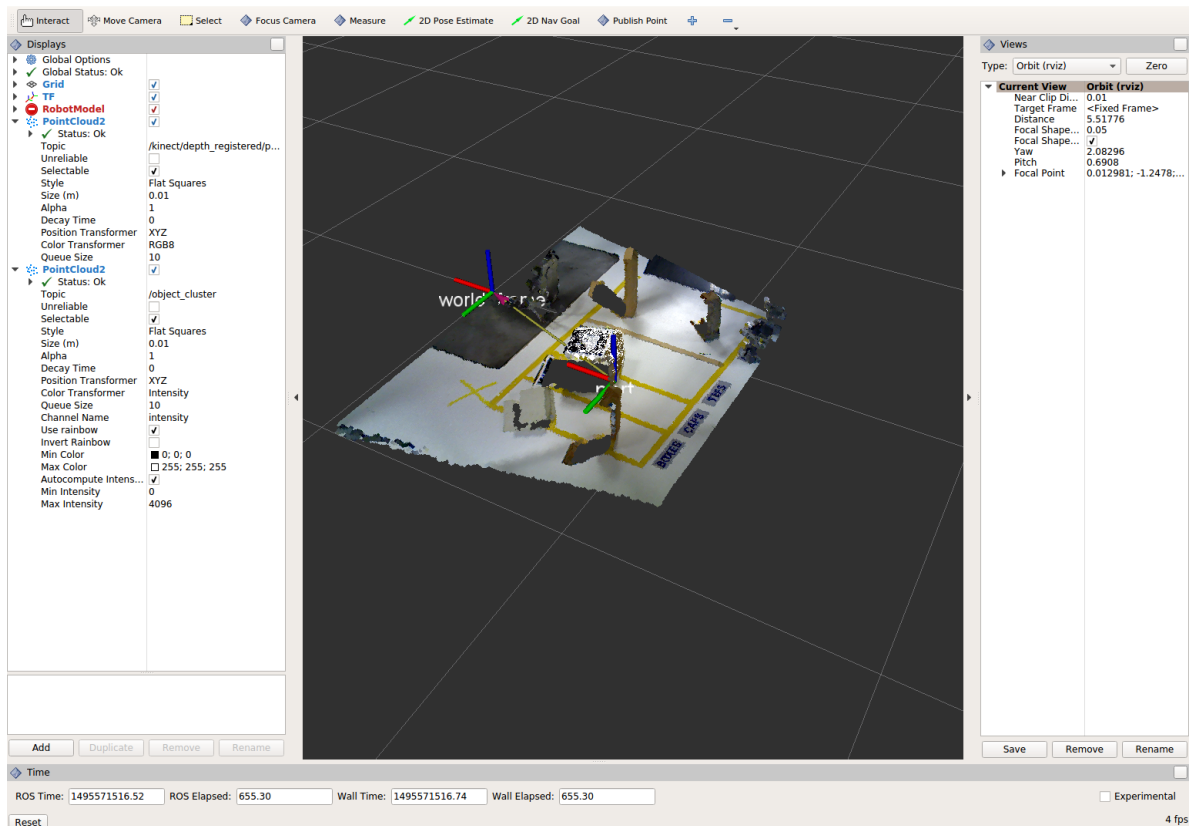 Interact Move Camera Select Focus Camera Measure 2D Pose Estimate 2D Nav Goal Publish Point
Displays
Global Options
Global Status: Ok
Grid
TF
RobotModel
PointCloud2
Status: Ok
Topic /kinect/depth_registered/p...
Unreliable
Selectable
Style Flat Squares
Size (m) 0.01
Alpha 1
Decay Time 0
Position Transformer XYZ
Color Transformer RGB8
Queue Size 10
PointCloud2
Status: Ok
Topic /object_cluster
Unreliable
Selectable
Style Flat Squares
Size (m) 0.01
Alpha 1
Decay Time 0
Position Transformer XYZ
Color Transformer Intensity
Queue Size 10
Channel Name intensity
Use rainbow
Invert Rainbow
Min Color 0; 0; 0
Max Color 255; 255; 255
Autocompute Intens...
Min Intensity 0
Max Intensity 4096
Add Duplicate Remove Rename
world_frame
BOXES CAPS TINS
Views
Type: Orbit (rviz) Zero
Current View Orbit (rviz)
Near Clip Di... 0.01
Target Frame <Fixed Frame>
Distance 5.51776
Focal Shape... 0.05
Focal Shape...
Yaw 2.08296
Pitch 0.6908
Focal Point 0.012981; -1.2478;...
Save Remove Rename
Time
ROS Time: 1495571516.52 ROS Elapsed: 655.30 Wall Time: 1495571516.74 Wall Elapsed: 655.30 Experimental
Reset 4 fps